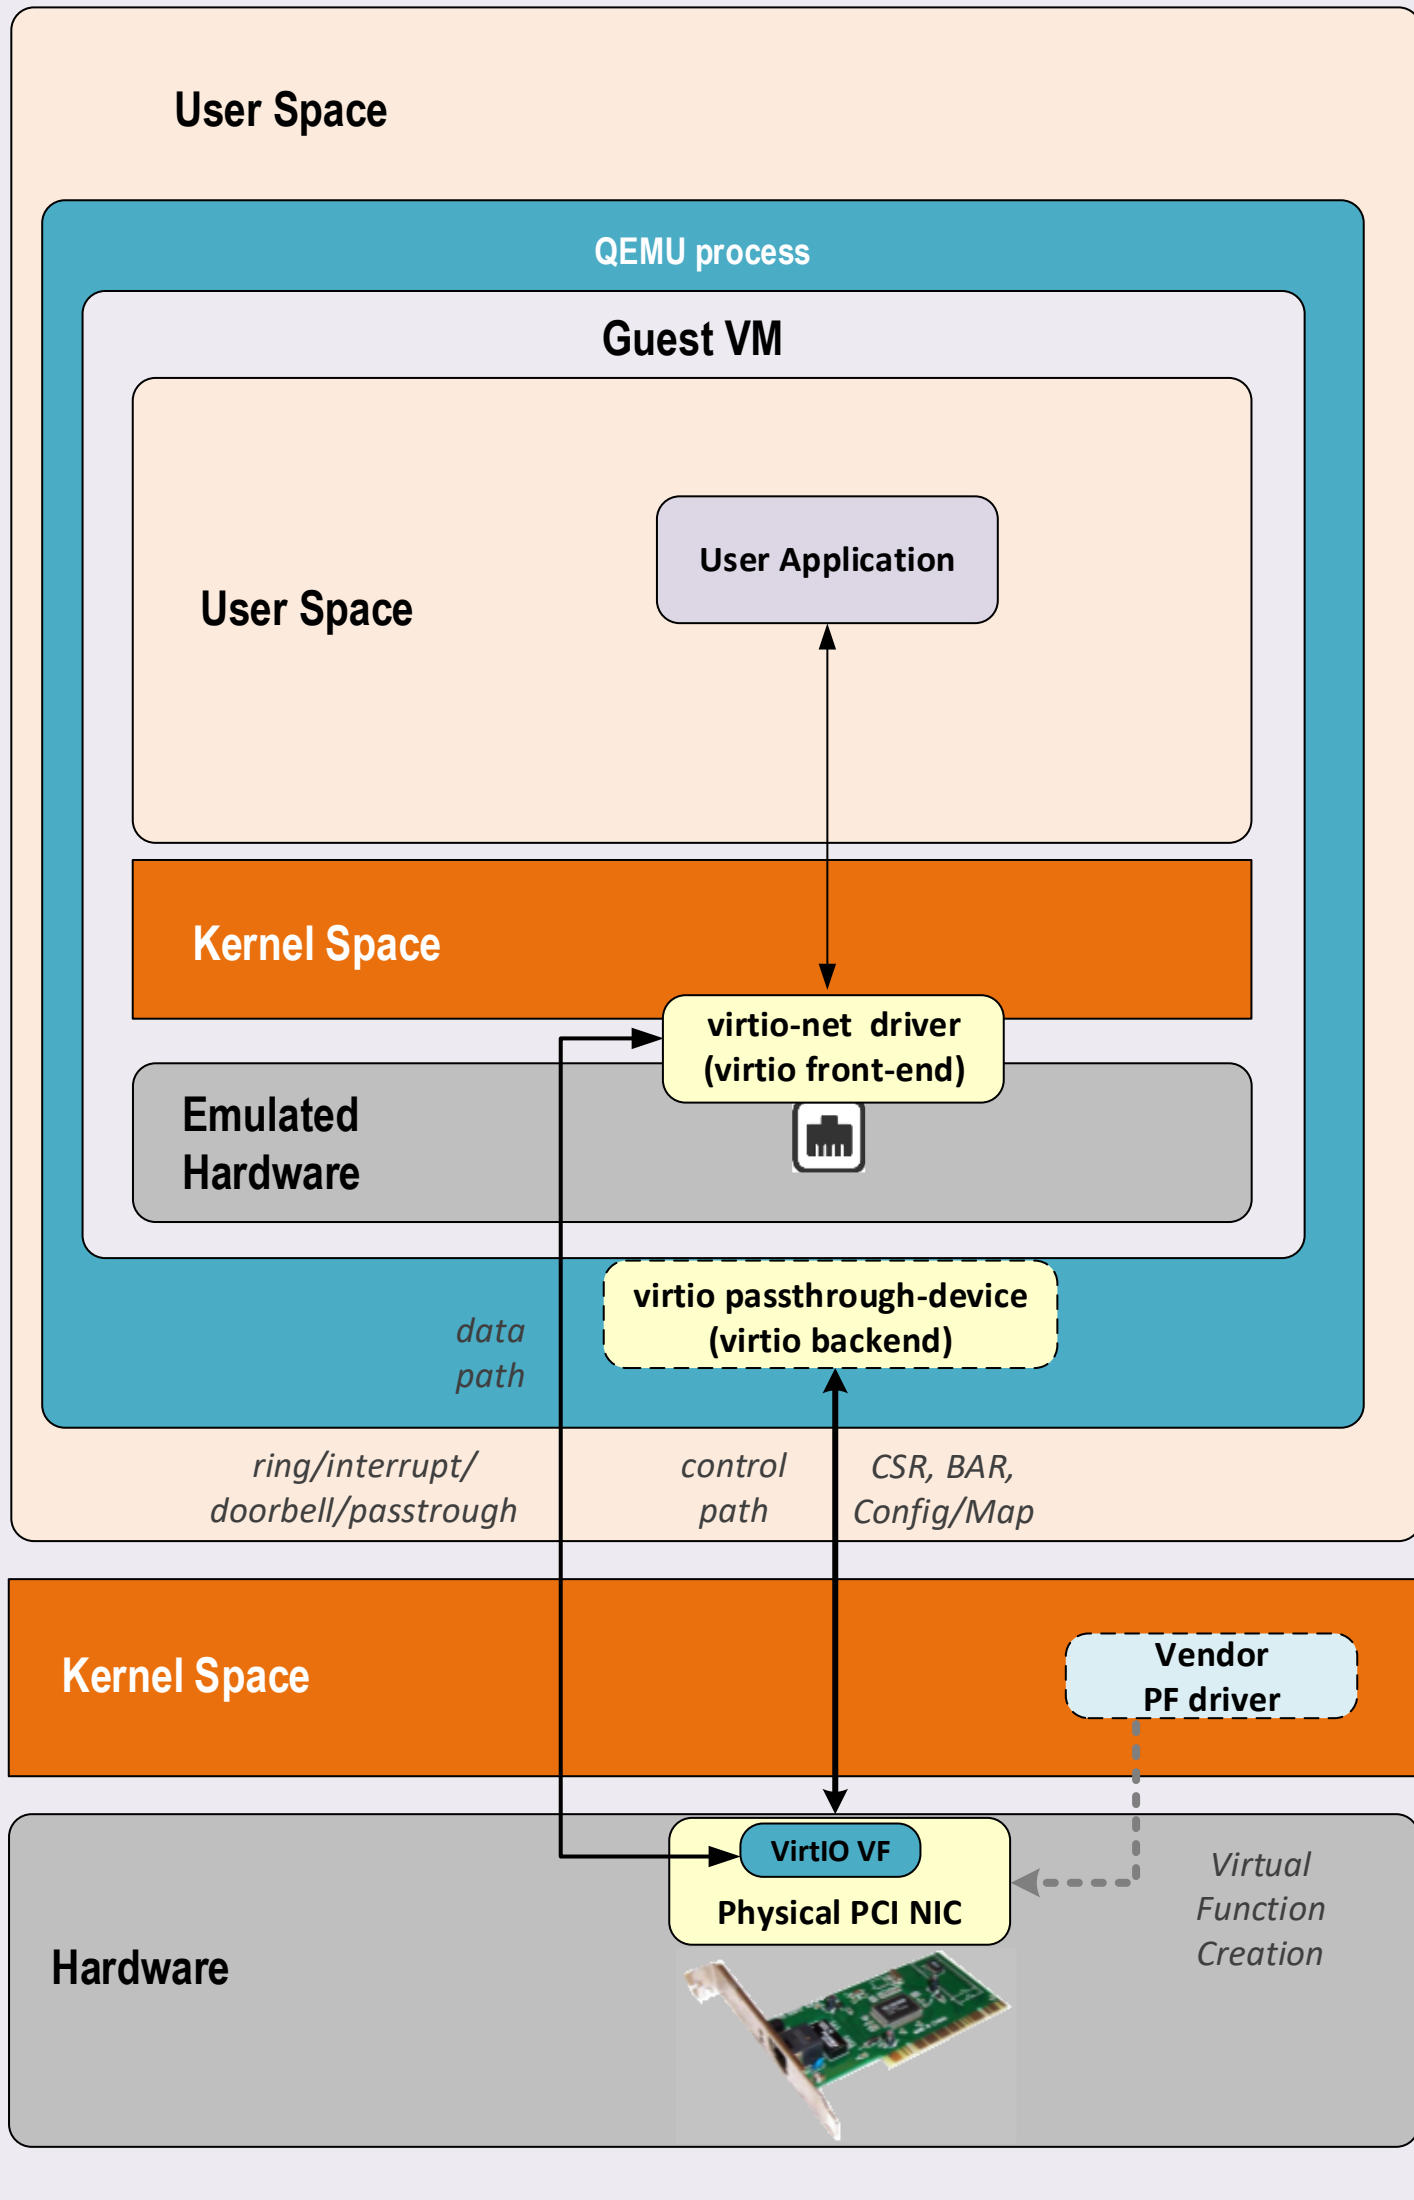 User Space
QEMU process
Guest VM
User Application
User Space
Kernel Space
virtio-net driver
(virtio front-end)
Emulated
Hardware
virtio passthrough-device
(virtio backend)
data
path
ring/interrupt/
doorbell/passtrough
control
path
CSR, BAR,
Config/Map
Kernel Space
Vendor
PF driver
VirtIO VF
Physical PCI NIC
Virtual
Function
Creation
Hardware